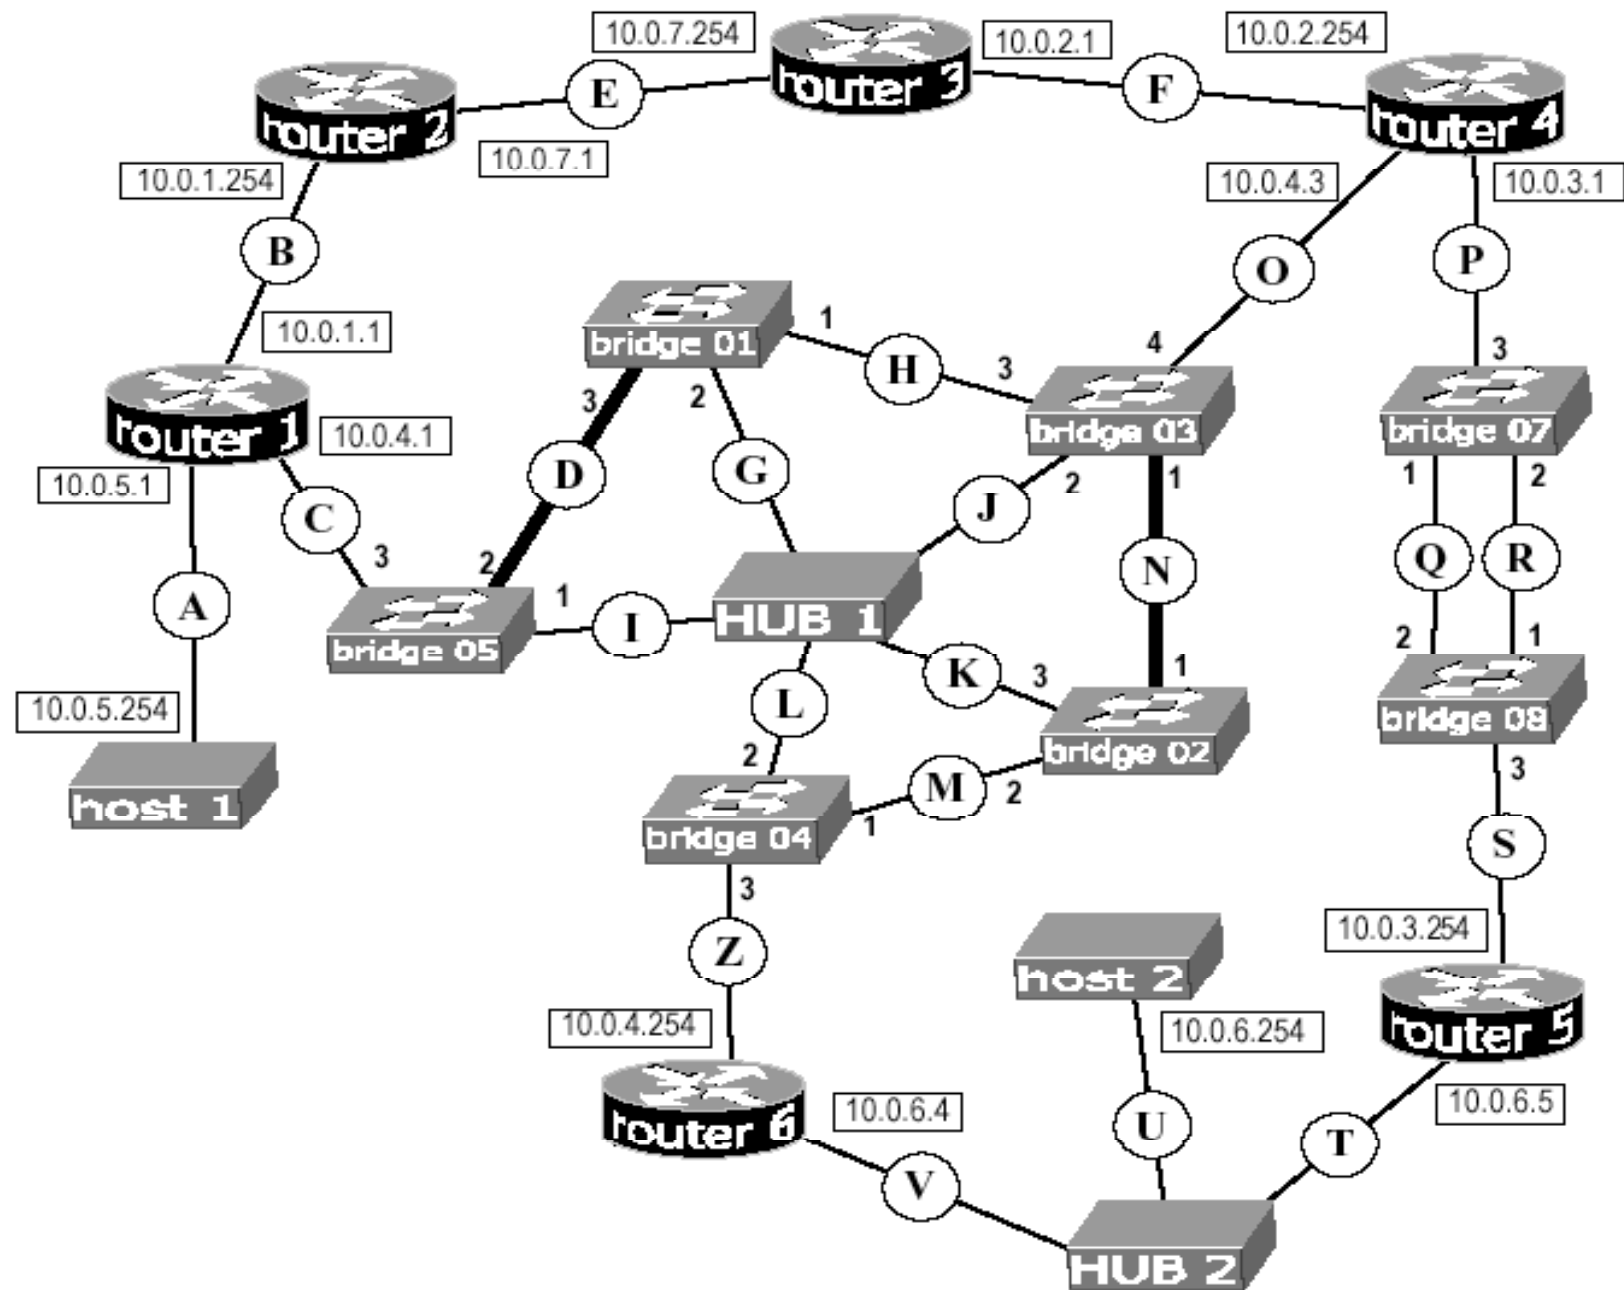 10.0.7.254
10.0.2.1
10.0.2.254
router 3
E
F
router 2
router 4
10.0.7.1
10.0.1.254
10.0.4.3
10.0.3.1
B
O
P
10.0.1.1
1
bridge 01
4
3
H
3
3
2
router 1
10.0.4.1
bridge 03
bridge 07
10.0.5.1
D
G
2
1
1
2
C
J
3
2
N
Q
R
A
1
I
HUB 1
bridge 05
2
1
K
3
1
10.0.5.254
L
bridge 08
2
bridge 02
3
M
2
host 1
bridge 04
1
S
3
Z
10.0.3.254
host 2
10.0.4.254
10.0.6.254
router 5
router 6
10.0.6.4
10.0.6.5
U
T
V
HUB 2